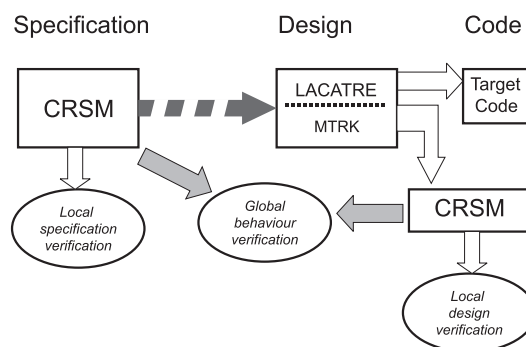 Specification
Design
Code
CRSM
LACATRE
MTRK
Target
Code
Local
specification
verification
Global
behaviour
verification
CRSM
Local
design
verification